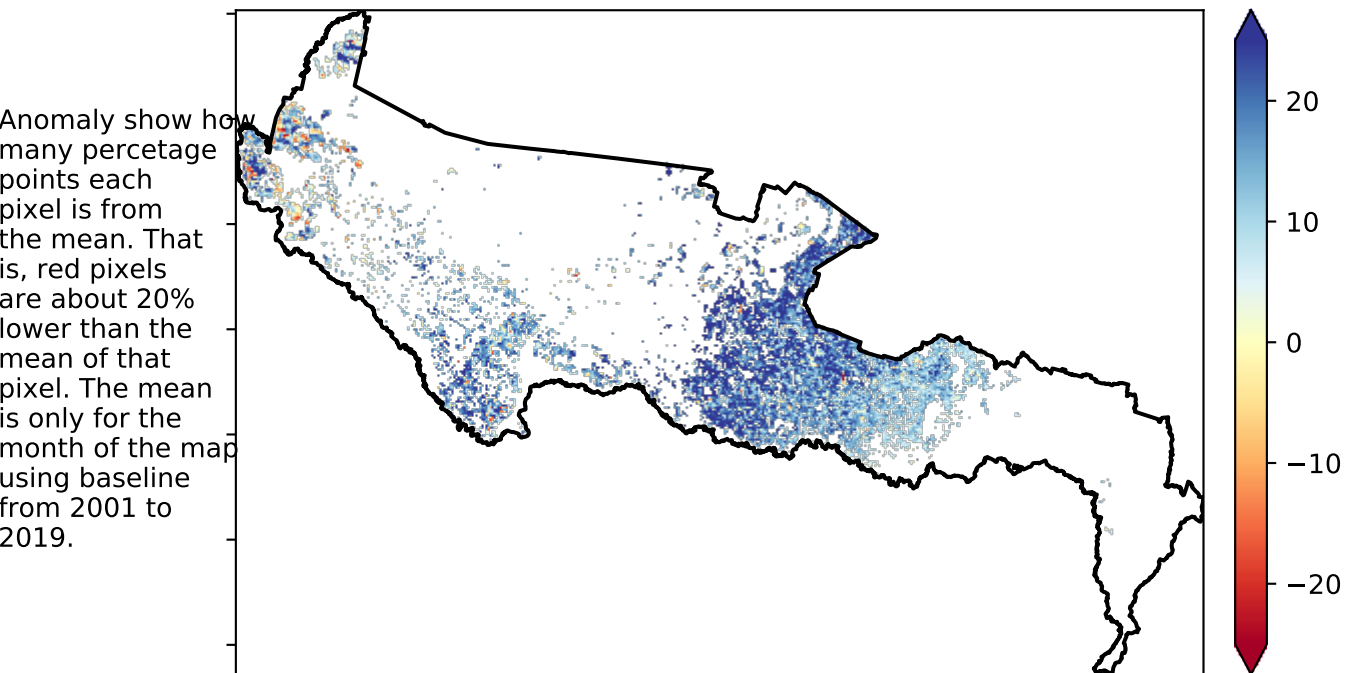 Anomaly show how
many percetage
points each
pixel is from
the mean. That
is, red pixels
are about 20%
lower than the
mean of that
pixel. The mean
is only for the
month of the map
using baseline
from 2001 to
2019.
20
10
0
−10
−20